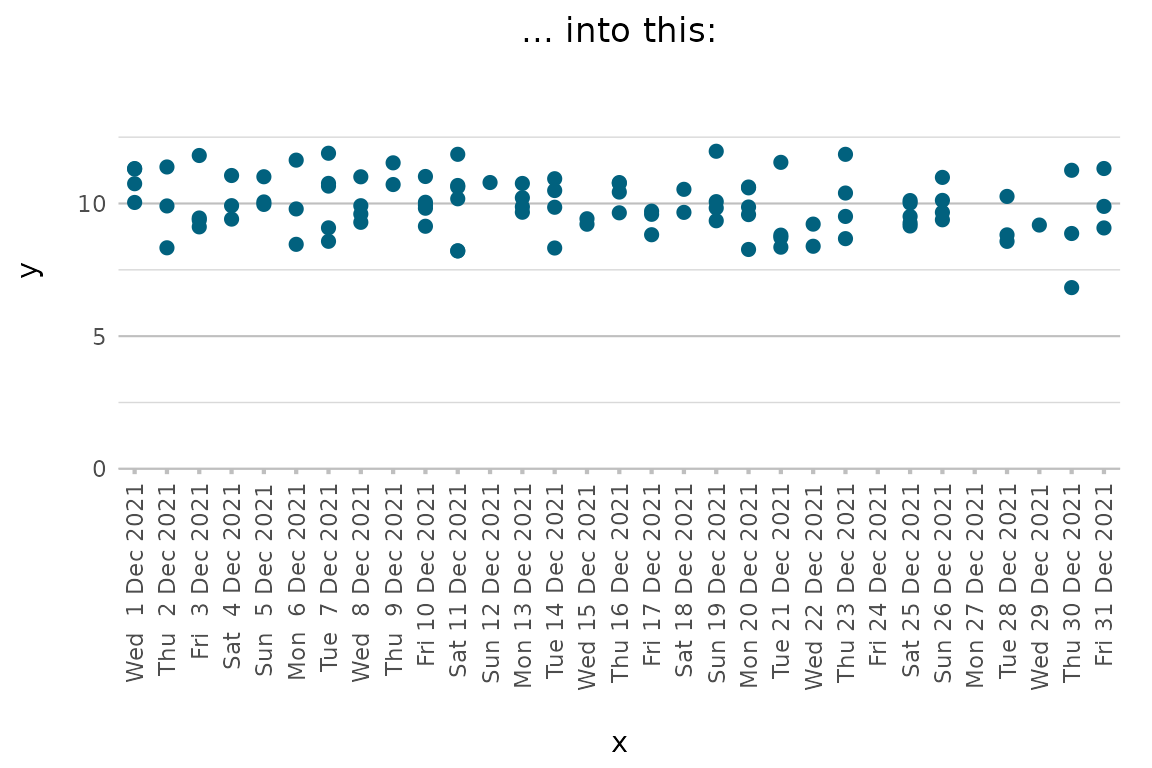 ... into this:
y
10
5
0
Wed 1 Dec 2021
Thu 2 Dec 2021
Fri 3 Dec 2021
Sat 4 Dec 2021
Sun 5 Dec 2021
Mon 6 Dec 2021
Tue 7 Dec 2021
Wed 8 Dec 2021
Thu 9 Dec 2021
Fri 10 Dec 2021
Sat 11 Dec 2021
Sun 12 Dec 2021
Mon 13 Dec 2021
Tue 14 Dec 2021
Wed 15 Dec 2021
Thu 16 Dec 2021
Fri 17 Dec 2021
Sat 18 Dec 2021
Sun 19 Dec 2021
Mon 20 Dec 2021
Tue 21 Dec 2021
Wed 22 Dec 2021
Thu 23 Dec 2021
Fri 24 Dec 2021
Sat 25 Dec 2021
Sun 26 Dec 2021
Mon 27 Dec 2021
Tue 28 Dec 2021
Wed 29 Dec 2021
Thu 30 Dec 2021
Fri 31 Dec 2021
x